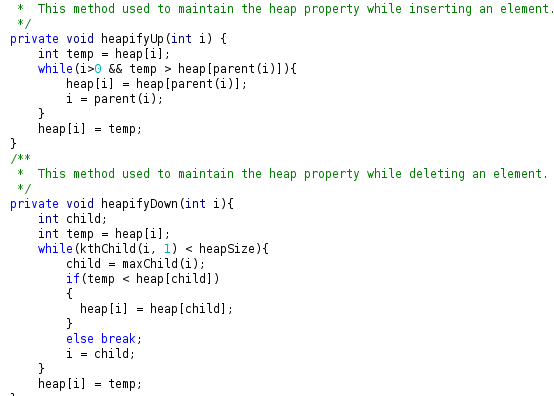 *  This method used to maintain the heap property while inserting an element.
 */
private void heapifyUp(int i) {
    int temp = heap[i];
    while(i>0 && temp > heap[parent(i)]){
        heap[i] = heap[parent(i)];
        i = parent(i);
    }
    heap[i] = temp;
}
/**
 *  This method used to maintain the heap property while deleting an element.
 */
private void heapifyDown(int i){
    int child;
    int temp = heap[i];
    while(kthChild(i, 1) < heapSize){
        child = maxChild(i);
        if(temp < heap[child])
        {
          heap[i] = heap[child];
        }
        else break;
        i = child;
    }
    heap[i] = temp;
}